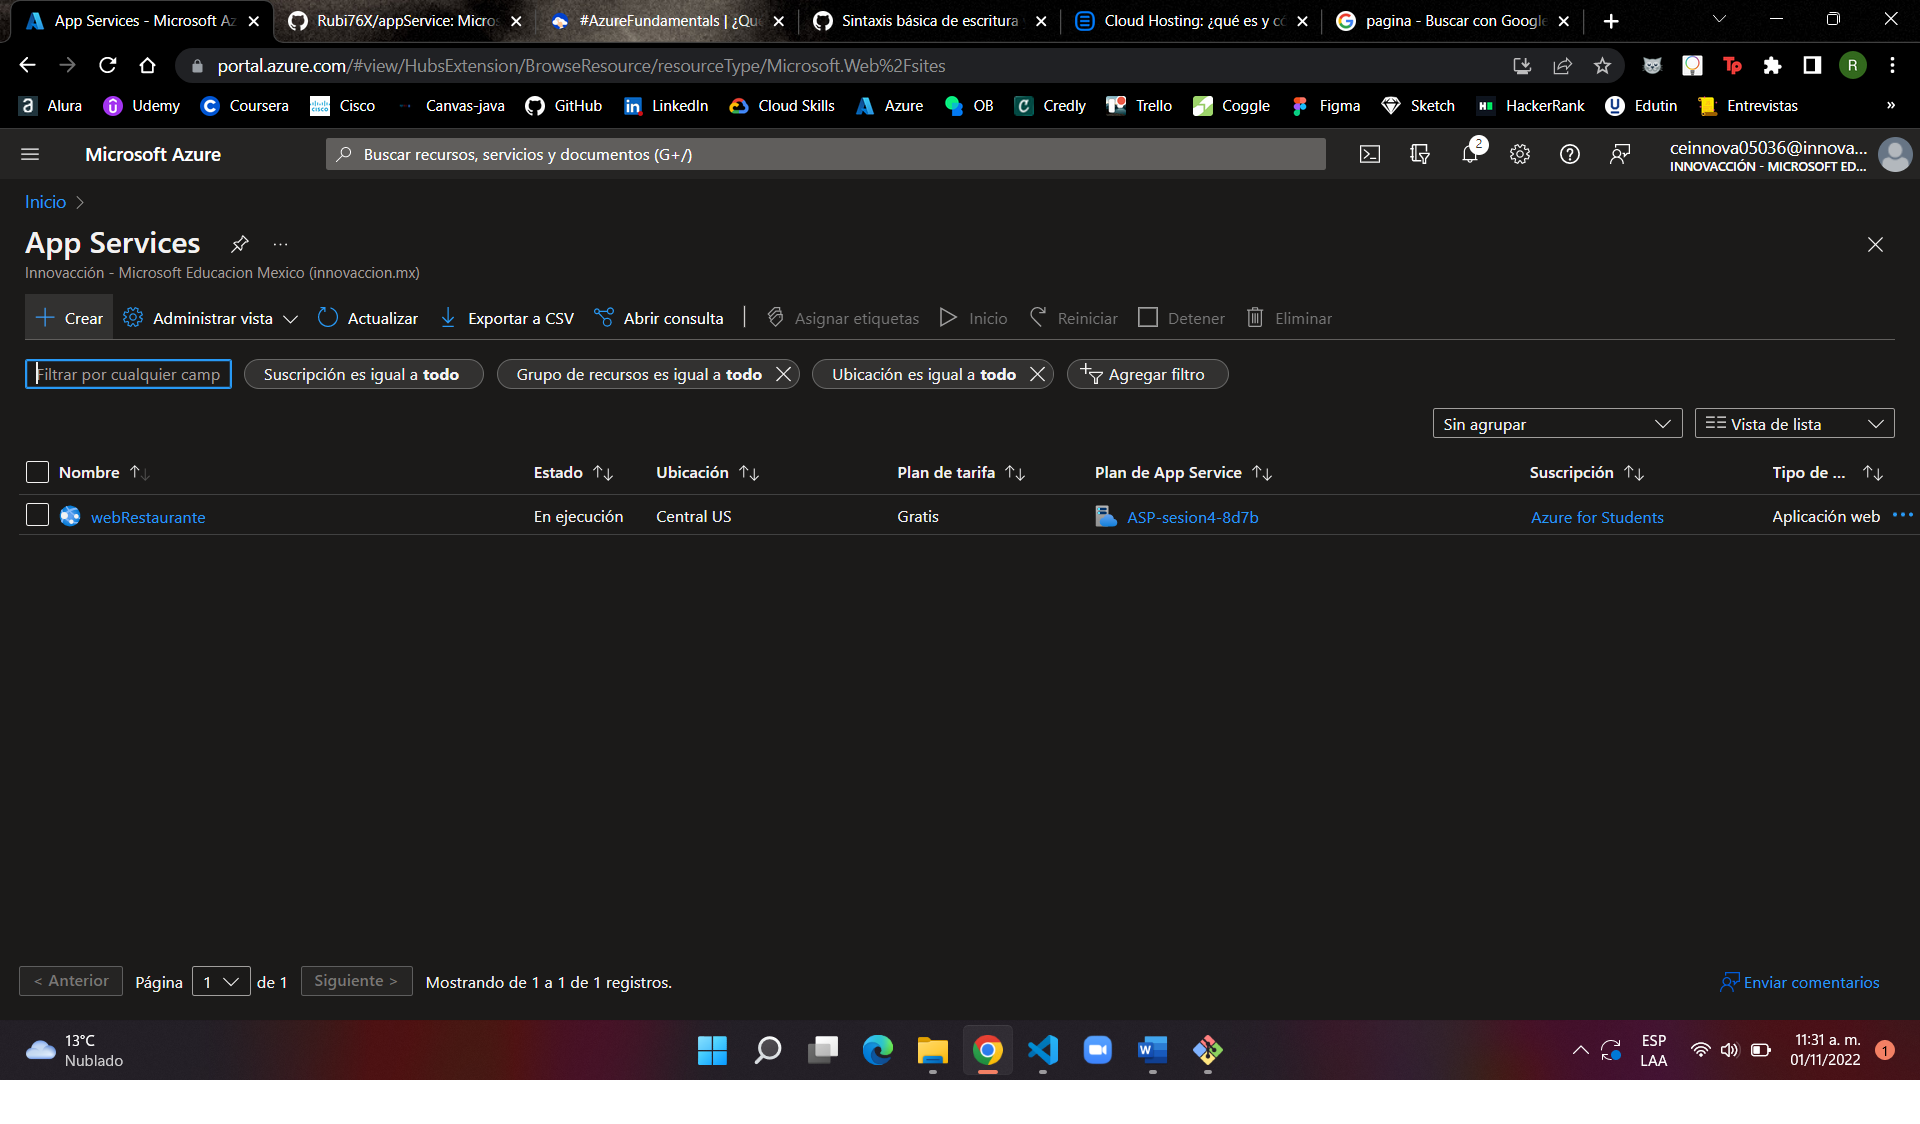 App Services - Microsoft Az
Rubi76X/appService: Micros
#AzureFundamentals | ¿Qué
Sintaxis básica de escritura
Cloud Hosting: ¿qué es y có
pagina - Buscar con Google
portal.azure.com/#view/HubsExtension/BrowseResource/resourceType/Microsoft.Web%2Fsites
Tp
R
Alura
Udemy
Coursera
Cisco
Canvas-java
GitHub
LinkedIn
Cloud Skills
Azure
OB
Credly
Trello
Coggle
Figma
Sketch
HackerRank
Edutin
Entrevistas
»
Microsoft Azure
Buscar recursos, servicios y documentos (G+/)
2
ceinnova05036@innova...
INNOVACCIÓN - MICROSOFT ED...
Inicio >
App Services
...
Innovacción - Microsoft Educacion Mexico (innovaccion.mx)
Crear
Administrar vista
Actualizar
Exportar a CSV
Abrir consulta
Asignar etiquetas
Inicio
Reiniciar
Detener
Eliminar
Filtrar por cualquier camp
Suscripción es igual a todo
Grupo de recursos es igual a todo
Ubicación es igual a todo
Agregar filtro
Sin agrupar
Vista de lista
Nombre
Estado
Ubicación
Plan de tarifa
Plan de App Service
Suscripción
Tipo de ...
webRestaurante
En ejecución
Central US
Gratis
ASP-sesion4-8d7b
Azure for Students
Aplicación web
...
< Anterior
Página
1
de 1
Siguiente >
Mostrando de 1 a 1 de 1 registros.
Enviar comentarios
13°C
Nublado
ESP
LAA
11:31 a. m.
01/11/2022
1